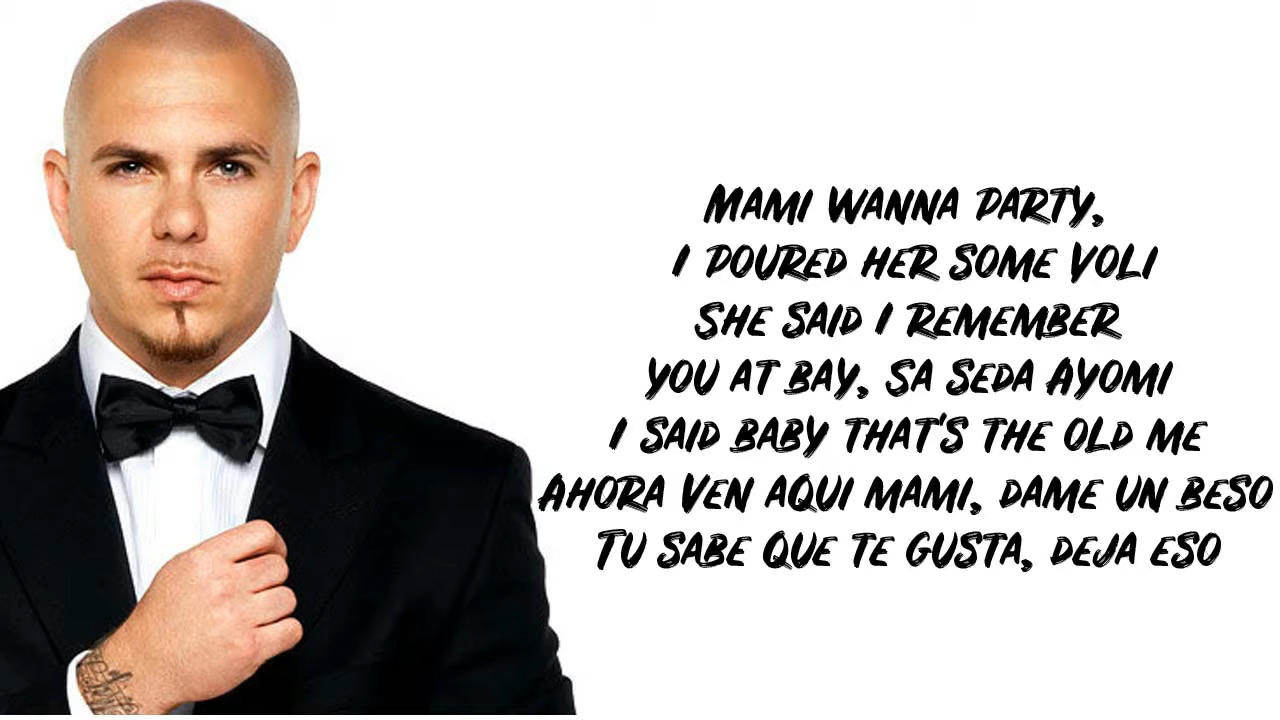 MAMI WANNA PARTY,
I POURED HER SOME VOLI
SHE SAID I REMEMBER
YOU AT BAY, SA SEDA AYOMI
I SAID BABY THAT'S THE OLD ME
AHORA VEN AQUI MAMI, DAME UN BESO
TU SABE QUE TE GUSTA, DEJA ESO